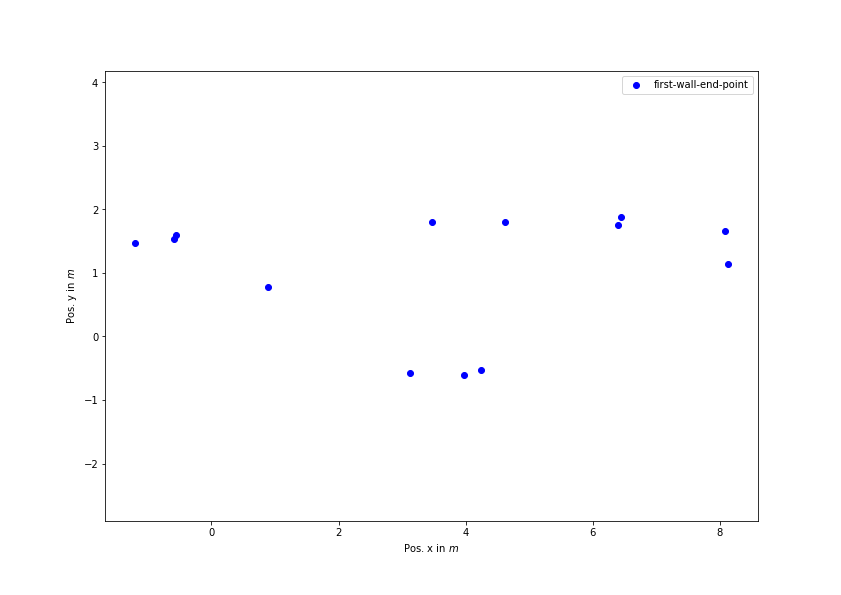 first-wall-end-point
4
3
2
1
0
−1
−2
Pos. y in m
0 2 4 6 8
Pos. x in m